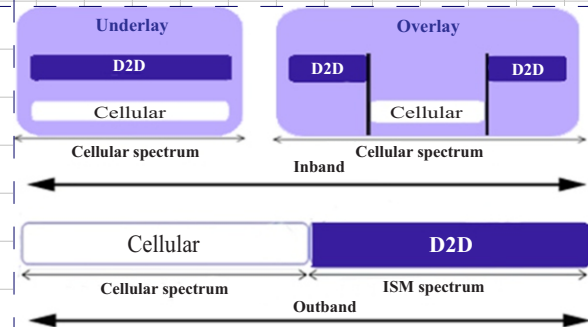 Underlay
D2D
Cellular
Cellular spectrum
Overlay
D2D
D2D
Cellular
Cellular spectrum
Inband
Cellular
D2D
Cellular spectrum
ISM spectrum
Outband